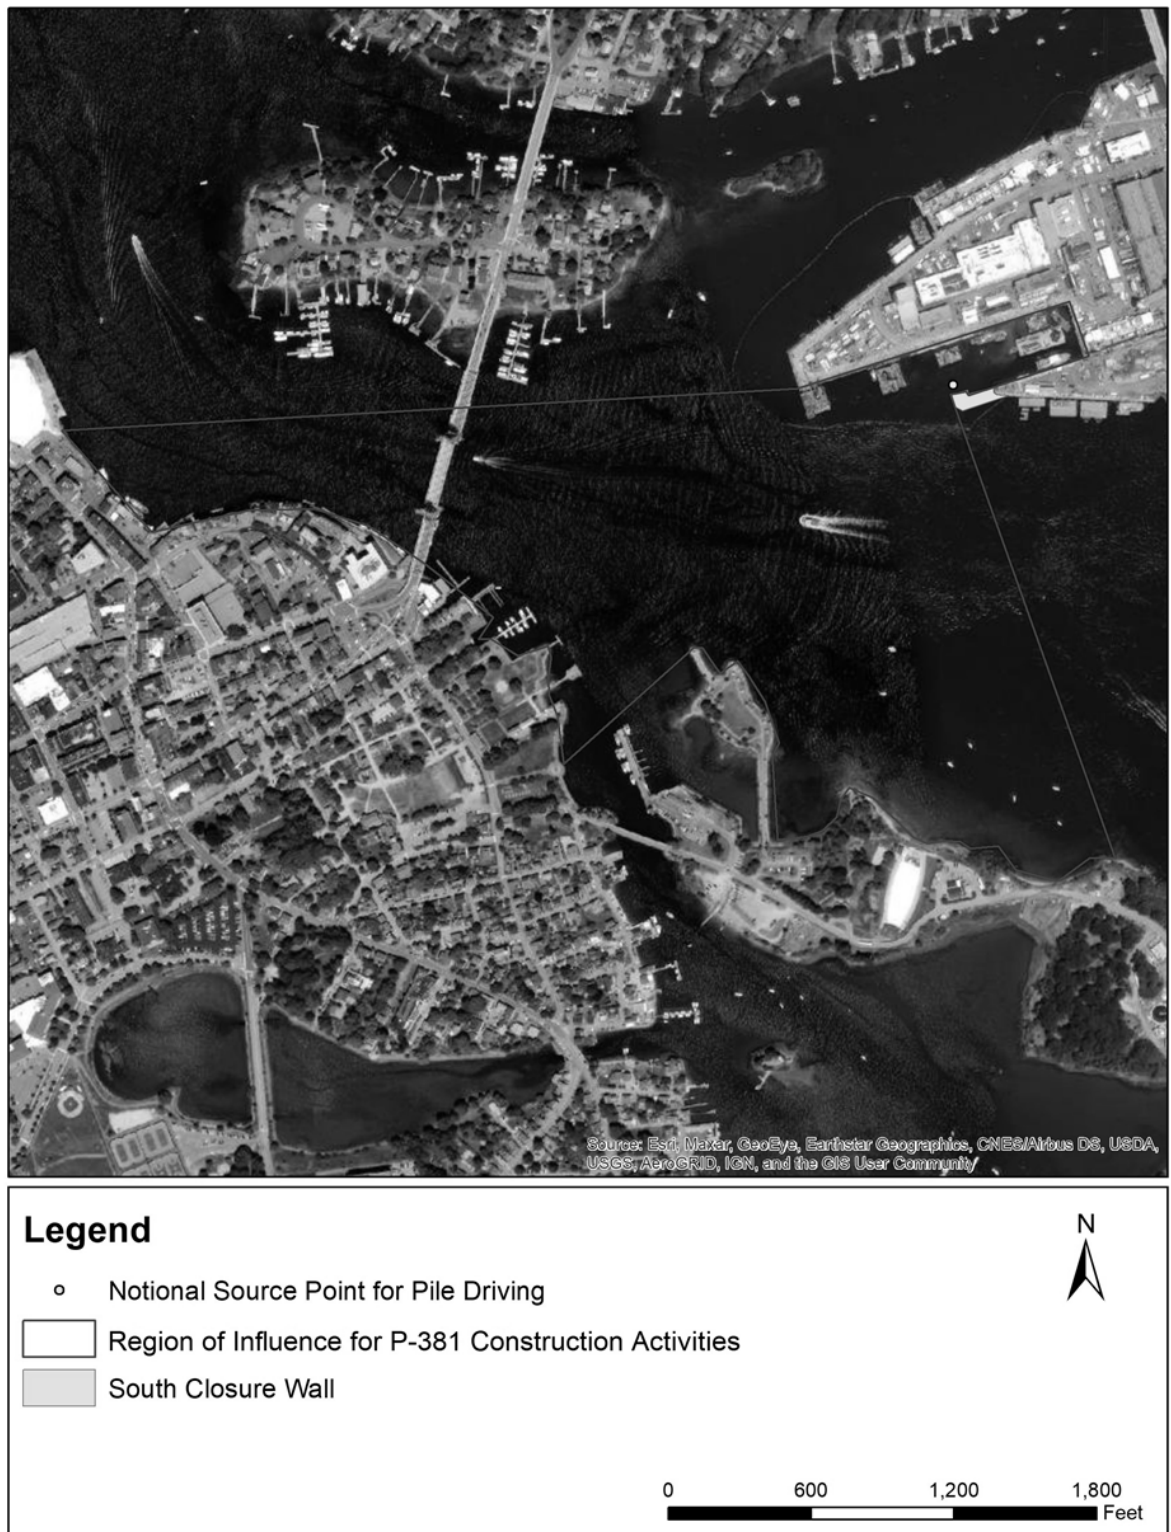 Source: Esri, Maxar, GeoEye, Earthstar Geographics, CNES/Airbus DS, USDA,
USGS, AeroGRID, IGN, and the GIS User Community
Legend
N
Notional Source Point for Pile Driving
Region of Influence for P-381 Construction Activities
South Closure Wall
0 600 1,200 1,800
Feet